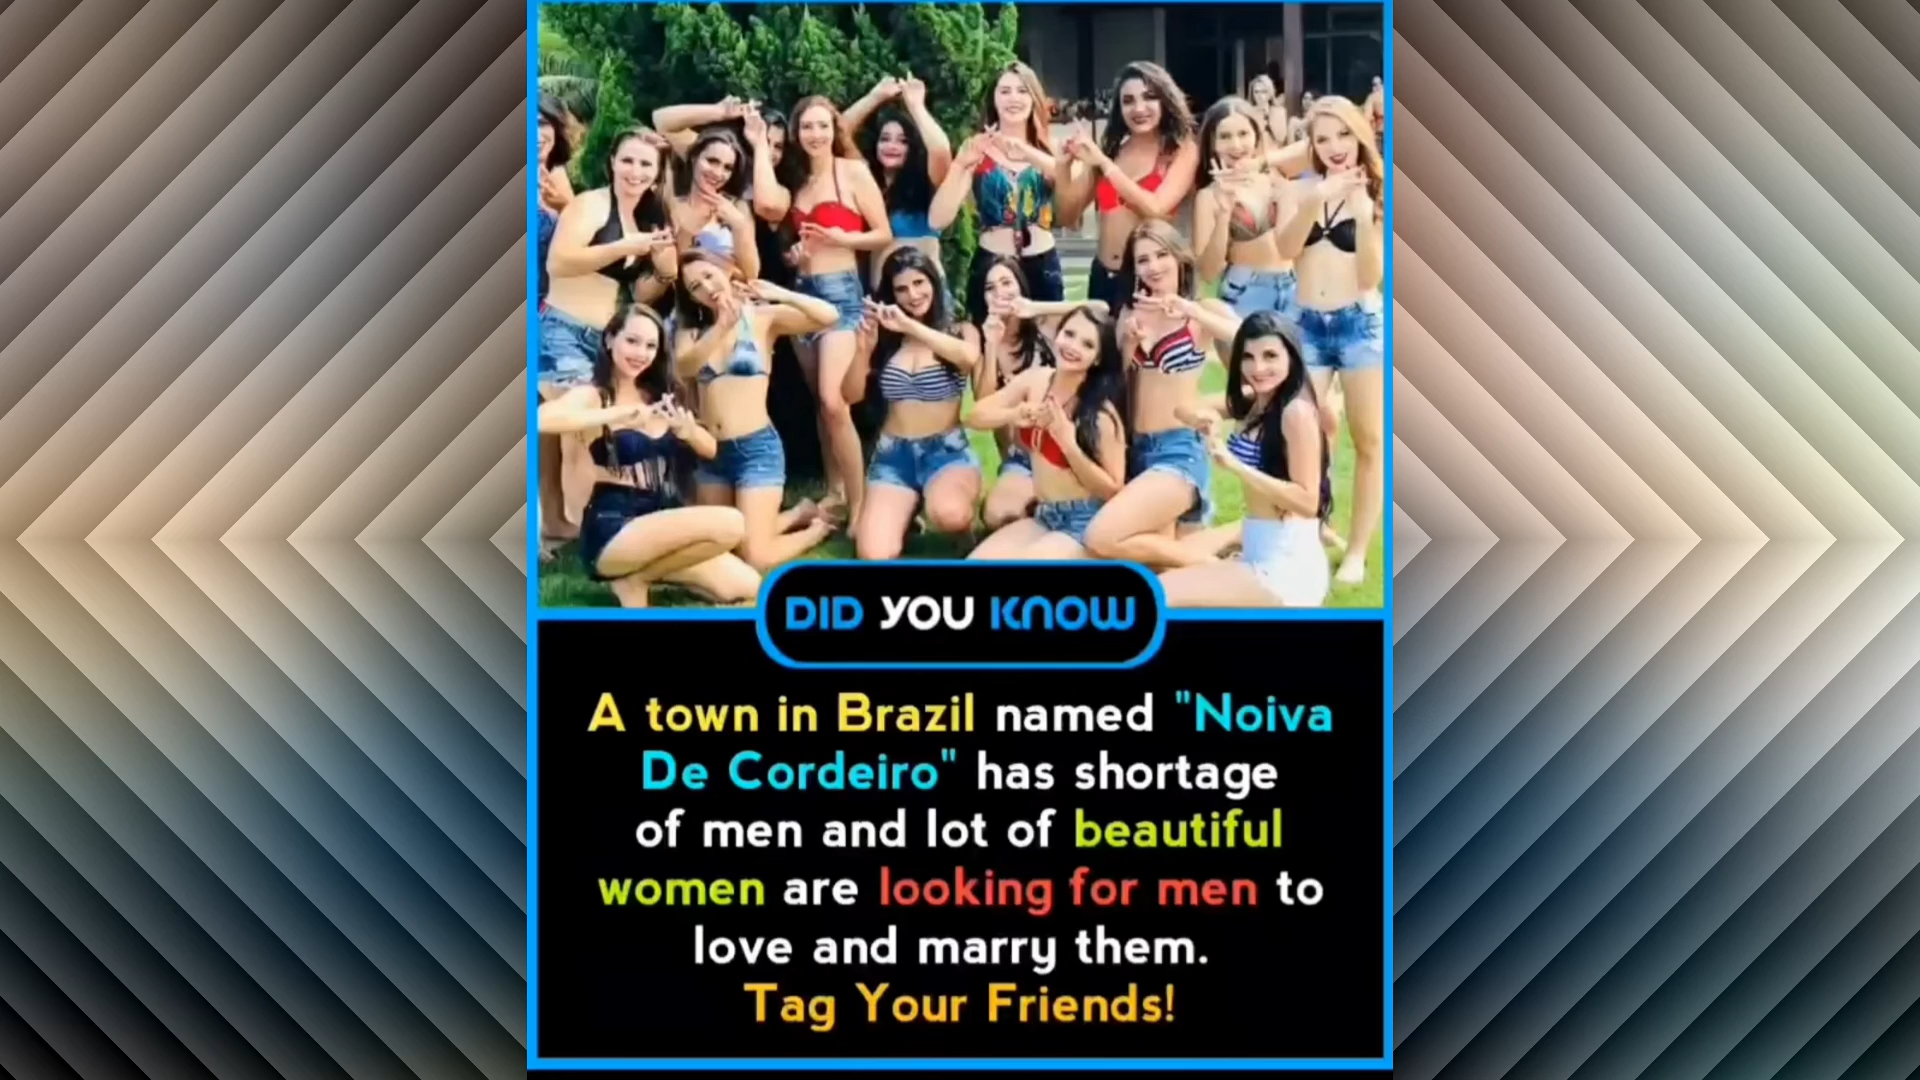 DID YOU KNOW
A town in Brazil named "Noiva
De Cordeiro" has shortage
of men and lot of beautiful
women are looking for men to
love and marry them.
Tag Your Friends!